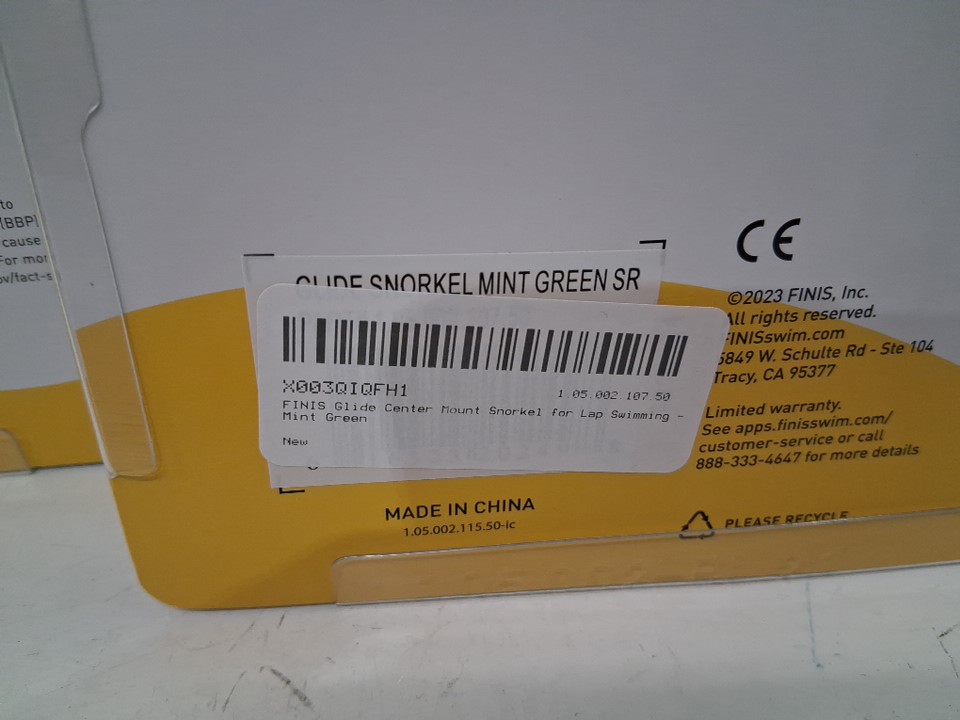 to
(BBP)
cause
For mor
ov/fact-s
GLIDE SNORKEL MINT GREEN SR
X003QIQFH1
1.05.002.107.50
FINIS Glide Center Mount Snorkel for Lap Swimming -
Mint Green
New
MADE IN CHINA
1.05.002.115.50-ic
CE
©2023 FINIS, Inc.
All rights reserved.
FINISswim.com
5849 W. Schulte Rd - Ste 104
Tracy, CA 95377
Limited warranty.
See apps.finisswim.com/
customer-service or call
888-333-4647 for more details
PLEASE RECYCLE